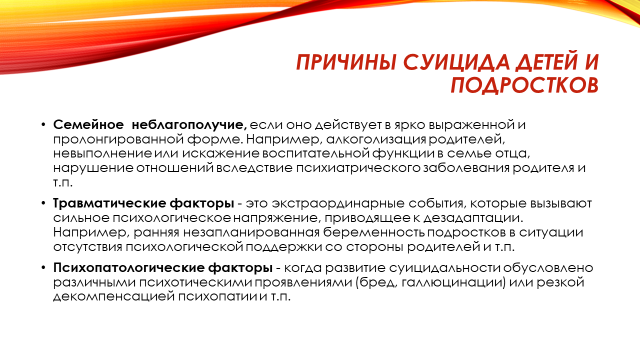 ПРИЧИНЫ СУИЦИДА ДЕТЕЙ И
ПОДРОСТКОВ
• Семейное неблагополучие, если оно действует в ярко выраженной и
пролонгированной форме. Например, алкоголизация родителей,
невыполнение или искажение воспитательной функции в семье отца,
нарушение отношений вследствие психиатрического заболевания родителя и
т.п.
• Травматические факторы - это экстраординарные события, которые вызывают
сильное психологическое напряжение, приводящее к дезадаптации.
Например, ранняя незапланированная беременность подростков в ситуации
отсутствия психологической поддержки со стороны родителей и т.п.
• Психопатологические факторы - когда развитие суицидальности обусловлено
различными психотическими проявлениями (бред, галлюцинации) или резкой
декомпенсацией психопатии и т.п.